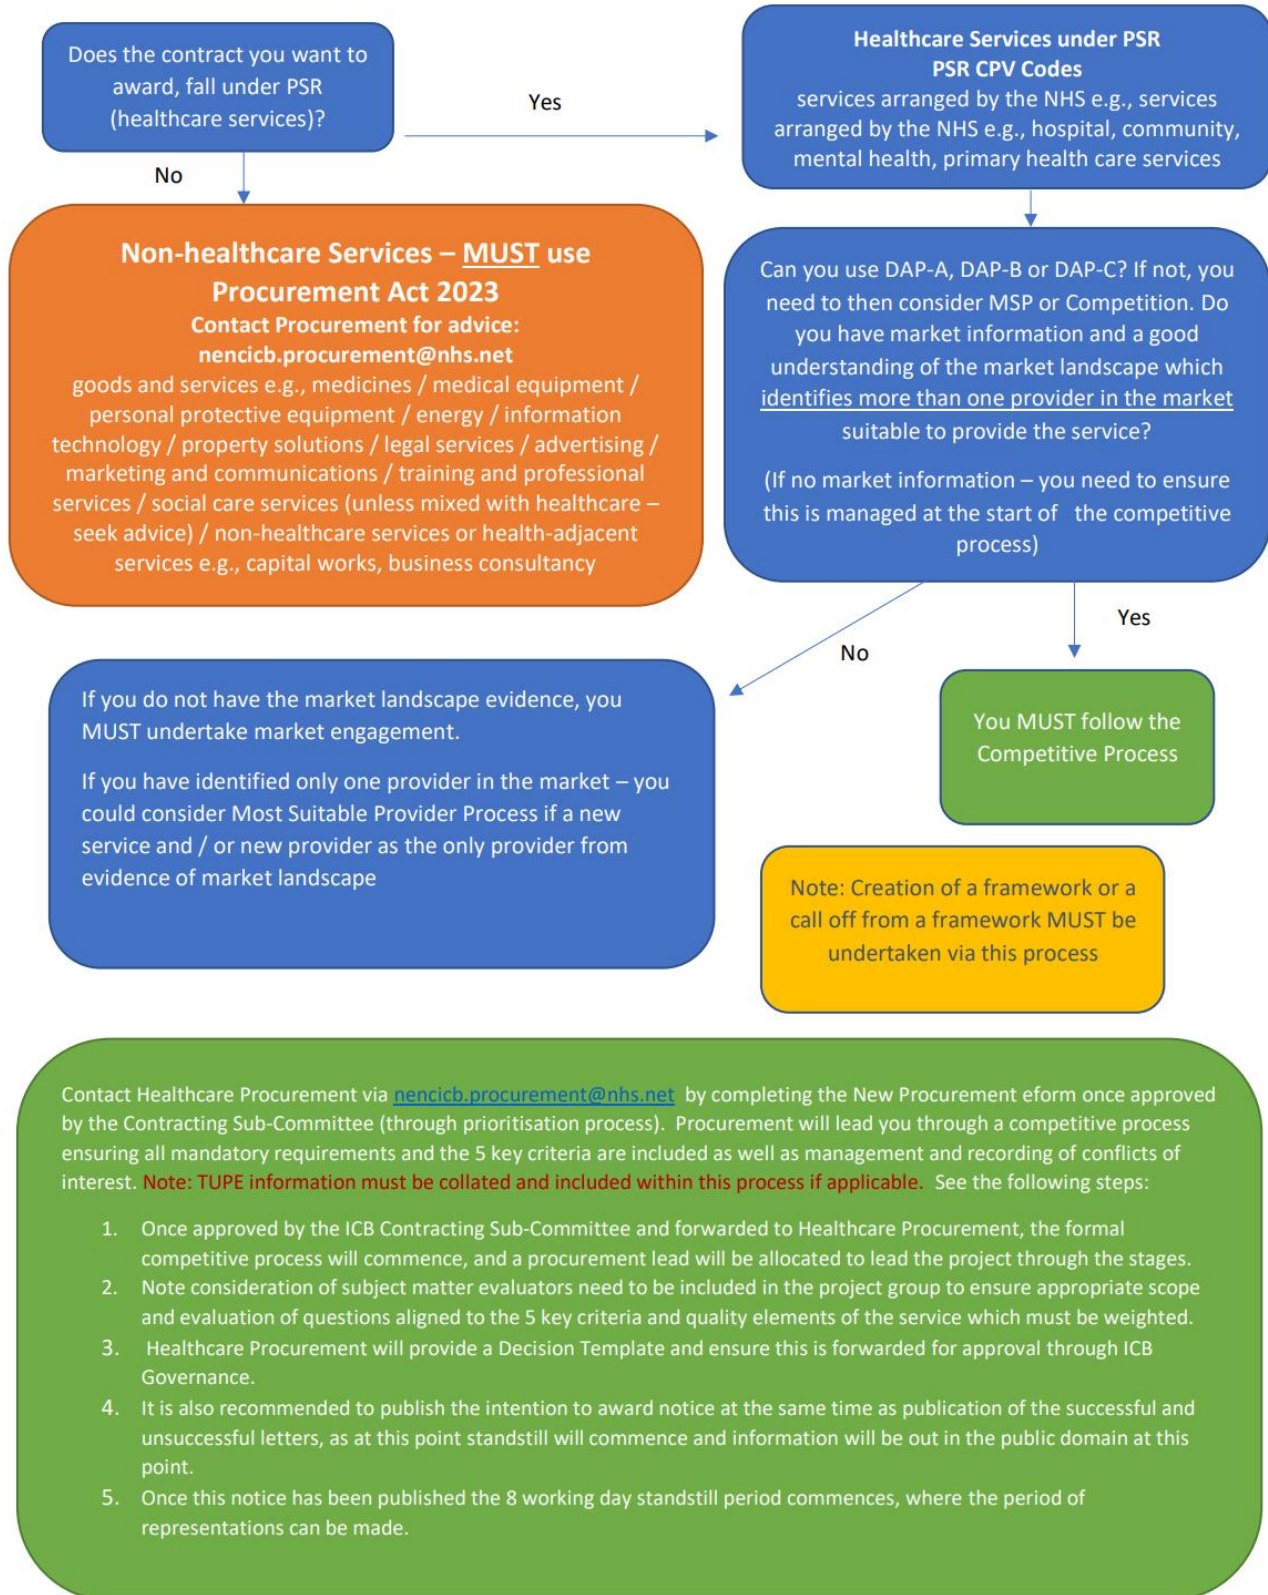 Does the contract you want to
award, fall under PSR
(healthcare services)?
Yes
Healthcare Services under PSR
PSR CPV Codes
services arranged by the NHS e.g., services
arranged by the NHS e.g., hospital, community,
mental health, primary health care services
No
Non-healthcare Services – MUST use
Procurement Act 2023
Contact Procurement for advice:
nencicb.procurement@nhs.net
goods and services e.g., medicines / medical equipment /
personal protective equipment / energy / information
technology / property solutions / legal services / advertising /
marketing and communications / training and professional
services / social care services (unless mixed with healthcare –
seek advice) / non-healthcare services or health-adjacent
services e.g., capital works, business consultancy
Can you use DAP-A, DAP-B or DAP-C? If not, you
need to then consider MSP or Competition. Do
you have market information and a good
understanding of the market landscape which
identifies more than one provider in the market
suitable to provide the service?
(If no market information – you need to ensure
this is managed at the start of the competitive
process)
Yes
No
If you do not have the market landscape evidence, you
MUST undertake market engagement.
If you have identified only one provider in the market – you
could consider Most Suitable Provider Process if a new
service and / or new provider as the only provider from
evidence of market landscape
You MUST follow the
Competitive Process
Note: Creation of a framework or a
call off from a framework MUST be
undertaken via this process
Contact Healthcare Procurement via nencicb.procurement@nhs.net by completing the New Procurement eform once approved
by the Contracting Sub-Committee (through prioritisation process). Procurement will lead you through a competitive process
ensuring all mandatory requirements and the 5 key criteria are included as well as management and recording of conflicts of
interest. Note: TUPE information must be collated and included within this process if applicable. See the following steps:
1. Once approved by the ICB Contracting Sub-Committee and forwarded to Healthcare Procurement, the formal
competitive process will commence, and a procurement lead will be allocated to lead the project through the stages.
2. Note consideration of subject matter evaluators need to be included in the project group to ensure appropriate scope
and evaluation of questions aligned to the 5 key criteria and quality elements of the service which must be weighted.
3. Healthcare Procurement will provide a Decision Template and ensure this is forwarded for approval through ICB
Governance.
4. It is also recommended to publish the intention to award notice at the same time as publication of the successful and
unsuccessful letters, as at this point standstill will commence and information will be out in the public domain at this
point.
5. Once this notice has been published the 8 working day standstill period commences, where the period of
representations can be made.